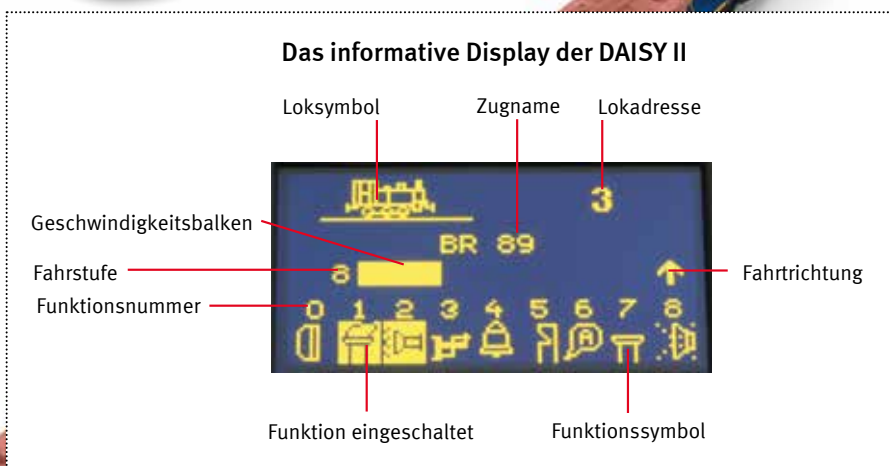 Das informative Display der DAISY II
Loksymbol Zugname Lokadresse
3
Geschwindigkeitsbalken
BR 89
Fahrstufe 8 Fahrtrichtung
Funktionsnummer 0 1 2 3 4 5 6 7 8
A
Funktion eingeschaltet Funktionssymbol